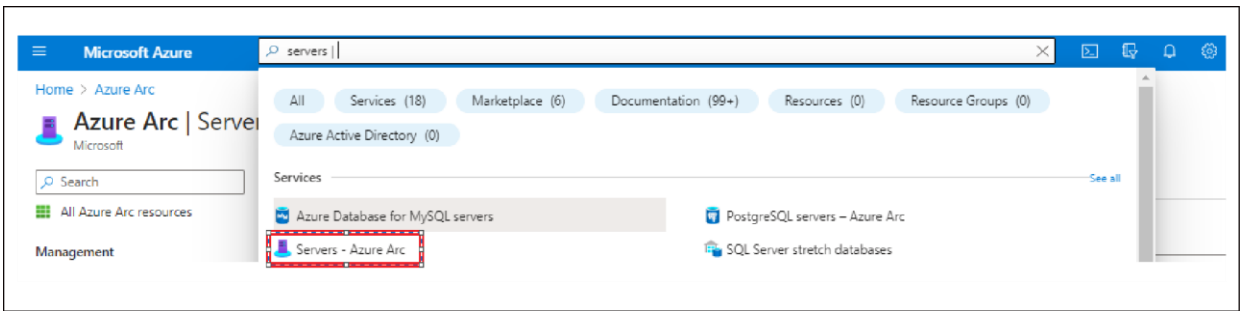 Microsoft Azure
servers |
Home > Azure Arc
Azure Arc | Server
Microsoft
Search
All Azure Arc resources
Management
All
Services (18)
Marketplace (6)
Documentation (99+)
Resources (0)
Resource Groups (0)
Azure Active Directory (0)
Services
See all
Azure Database for MySQL servers
PostgreSQL servers – Azure Arc
Servers - Azure Arc
SQL Server stretch databases